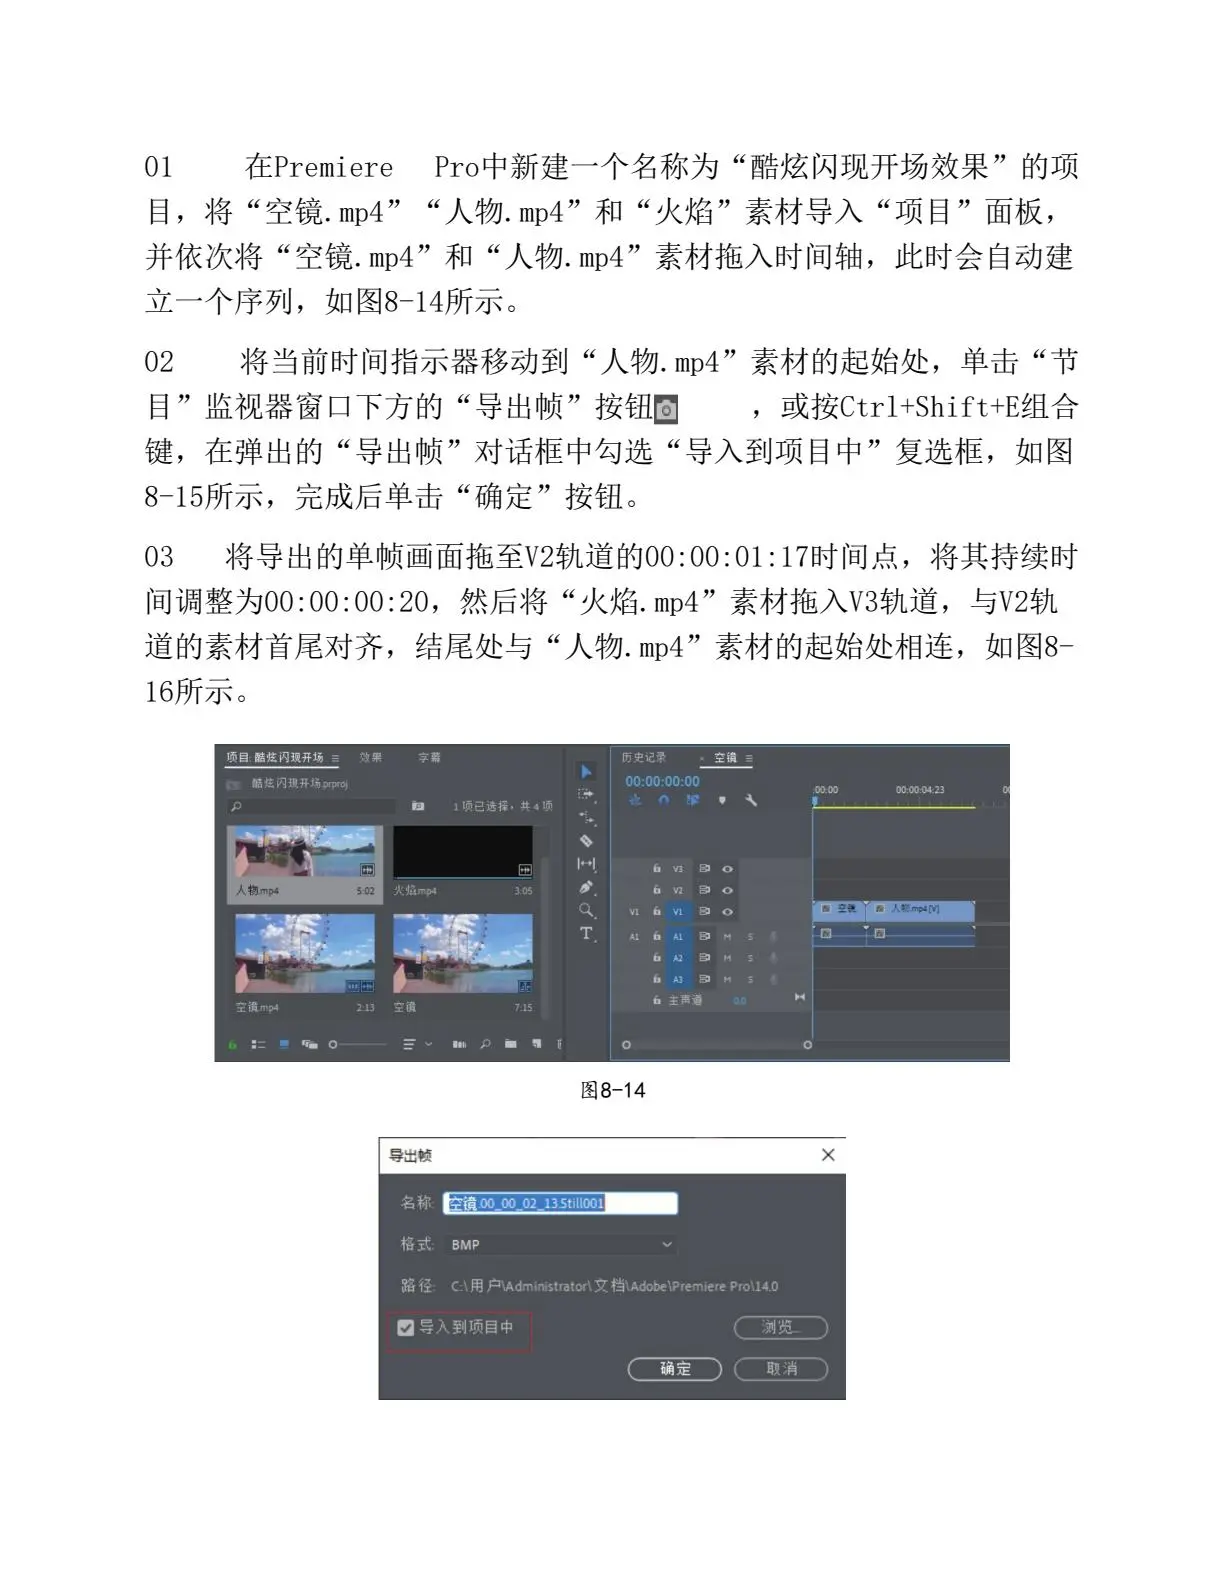 01 在Premiere Pro中新建一个名称为“酷炫闪现开场效果”的项
目，将“空镜.mp4”“人物.mp4”和“火焰”素材导入“项目”面板，
并依次将“空镜.mp4”和“人物.mp4”素材拖入时间轴，此时会自动建
立一个序列，如图8-14所示。
02 将当前时间指示器移动到“人物.mp4”素材的起始处，单击“节
目”监视器窗口下方的“导出帧”按钮 ，或按Ctrl+Shift+E组合
键，在弹出的“导出帧”对话框中勾选“导入到项目中”复选框，如图
8-15所示，完成后单击“确定”按钮。
03 将导出的单帧画面拖至V2轨道的00:00:01:17时间点，将其持续时
间调整为00:00:00:20，然后将“火焰.mp4”素材拖入V3轨道，与V2轨
道的素材首尾对齐，结尾处与“人物.mp4”素材的起始处相连，如图8-
16所示。
项目: 酷炫闪现开场 效果 字幕
酷炫闪现开场.prproj
1 项已选择，共 4 项
人物.mp4 5:02 火焰.mp4 3:05
空镜.mp4 2:13 空镜 7:15
T
历史记录 × 空镜
00:00:00:00
:00:00 00:00:04:23 00
V3
V2
V1 V1 空镜 人物.mp4 [V]
A1 A1 M S
A2 M S
A3 M S
主声道 0.0
图8-14
导出帧
名称: 空镜.00_00_02_13.Still001
格式: BMP
路径: C:\用户\Administrator\文档\Adobe\Premiere Pro\14.0
导入到项目中 浏览...
确定 取消